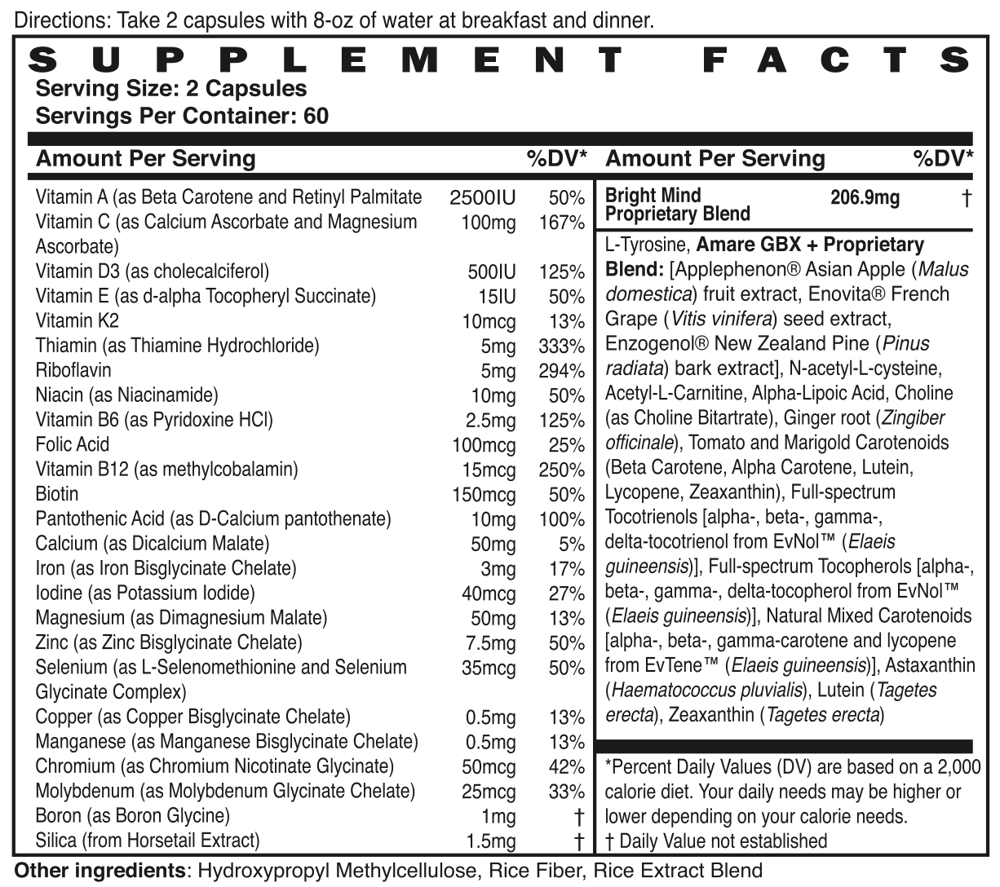 Directions: Take 2 capsules with 8-oz of water at breakfast and dinner.
SUPPLEMENT FACTS
Serving Size: 2 Capsules
Servings Per Container: 60
Amount Per Serving %DV*
Vitamin A (as Beta Carotene and Retinyl Palmitate 2500IU 50%
Vitamin C (as Calcium Ascorbate and Magnesium 100mg 167%
Ascorbate)
Vitamin D3 (as cholecalciferol) 500IU 125%
Vitamin E (as d-alpha Tocopheryl Succinate) 15IU 50%
Vitamin K2 10mcg 13%
Thiamin (as Thiamine Hydrochloride) 5mg 333%
Riboflavin 5mg 294%
Niacin (as Niacinamide) 10mg 50%
Vitamin B6 (as Pyridoxine HCl) 2.5mg 125%
Folic Acid 100mcg 25%
Vitamin B12 (as methylcobalamin) 15mcg 250%
Biotin 150mcg 50%
Pantothenic Acid (as D-Calcium pantothenate) 10mg 100%
Calcium (as Dicalcium Malate) 50mg 5%
Iron (as Iron Bisglycinate Chelate) 3mg 17%
Iodine (as Potassium Iodide) 40mcg 27%
Magnesium (as Dimagnesium Malate) 50mg 13%
Zinc (as Zinc Bisglycinate Chelate) 7.5mg 50%
Selenium (as L-Selenomethionine and Selenium 35mcg 50%
Glycinate Complex)
Copper (as Copper Bisglycinate Chelate) 0.5mg 13%
Manganese (as Manganese Bisglycinate Chelate) 0.5mg 13%
Chromium (as Chromium Nicotinate Glycinate) 50mcg 42%
Molybdenum (as Molybdenum Glycinate Chelate) 25mcg 33%
Boron (as Boron Glycine) 1mg †
Silica (from Horsetail Extract) 1.5mg †
Amount Per Serving %DV*
Bright Mind 206.9mg †
Proprietary Blend
L-Tyrosine, Amare GBX + Proprietary
Blend: [Applephenon® Asian Apple (Malus
domestica) fruit extract, Enovita® French
Grape (Vitis vinifera) seed extract,
Enzogenol® New Zealand Pine (Pinus
radiata) bark extract], N-acetyl-L-cysteine,
Acetyl-L-Carnitine, Alpha-Lipoic Acid, Choline
(as Choline Bitartrate), Ginger root (Zingiber
officinale), Tomato and Marigold Carotenoids
(Beta Carotene, Alpha Carotene, Lutein,
Lycopene, Zeaxanthin), Full-spectrum
Tocotrienols [alpha-, beta-, gamma-,
delta-tocotrienol from EvNol™ (Elaeis
guineensis)], Full-spectrum Tocopherols [alpha-,
beta-, gamma-, delta-tocopherol from EvNol™
(Elaeis guineensis)], Natural Mixed Carotenoids
[alpha-, beta-, gamma-carotene and lycopene
from EvTene™ (Elaeis guineensis)], Astaxanthin
(Haematococcus pluvialis), Lutein (Tagetes
erecta), Zeaxanthin (Tagetes erecta)
*Percent Daily Values (DV) are based on a 2,000
calorie diet. Your daily needs may be higher or
lower depending on your calorie needs.
† Daily Value not established
Other ingredients: Hydroxypropyl Methylcellulose, Rice Fiber, Rice Extract Blend